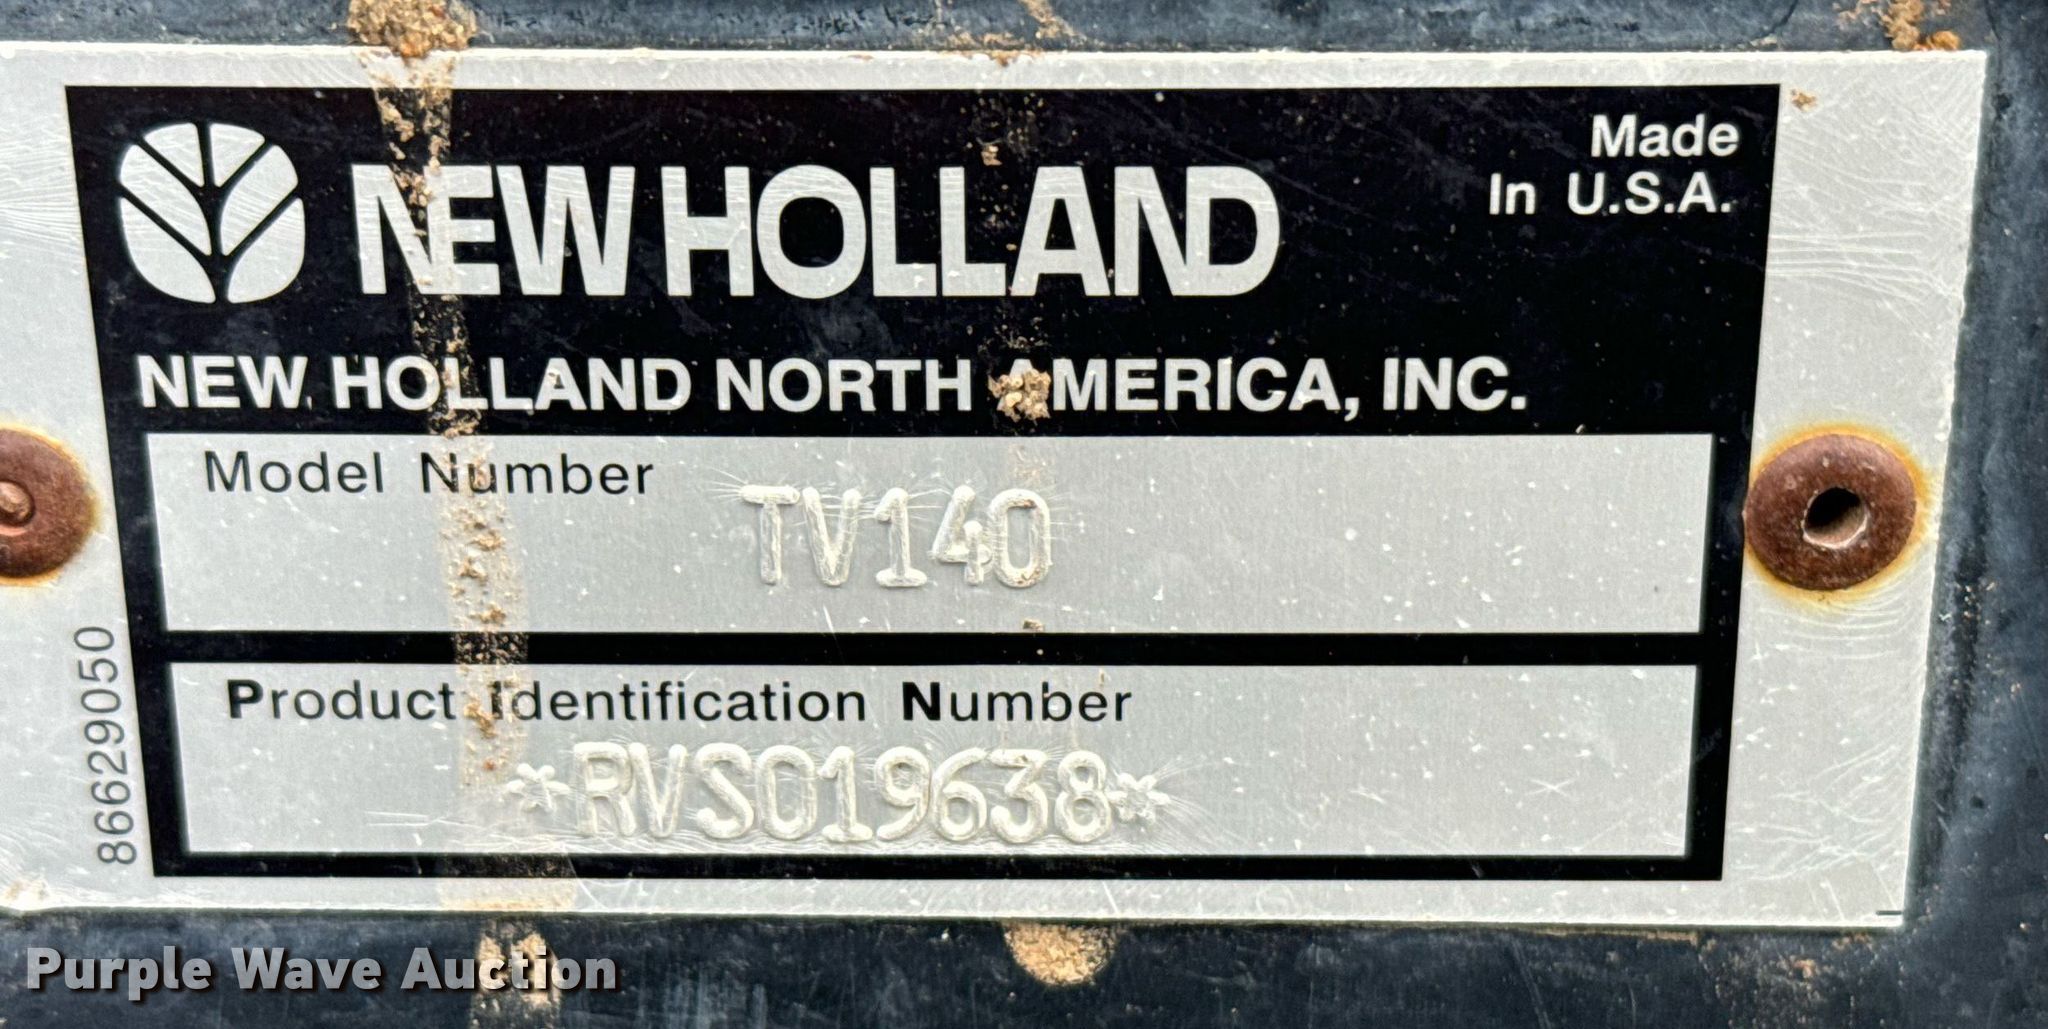 Made
In U.S.A.
NEW HOLLAND
NEW HOLLAND NORTH AMERICA, INC.
Model Number
TV140
Product Identification Number
*RVS019638*
86629050
Purple Wave Auction